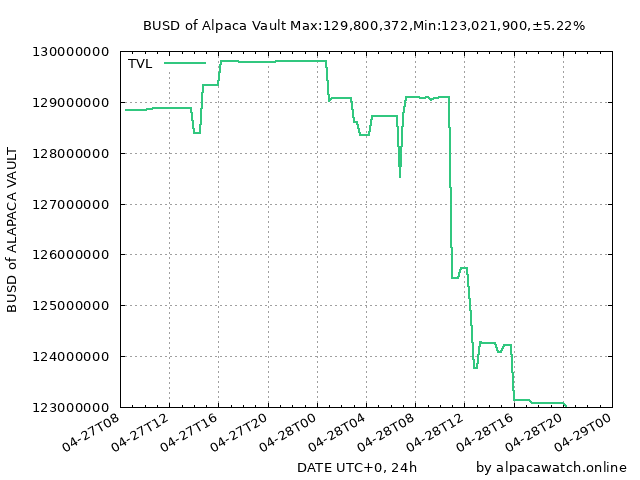 BUSD of Alpaca Vault Max:129,800,372,Min:123,021,900,±5.22%
TVL
130000000
129000000
128000000
127000000
126000000
125000000
124000000
123000000
BUSD of ALAPACA VAULT
04-27T08
04-27T12
04-27T16
04-27T20
04-28T00
04-28T04
04-28T08
04-28T12
04-28T16
04-28T20
04-29T00
DATE UTC+0, 24h
by alpacawatch.online